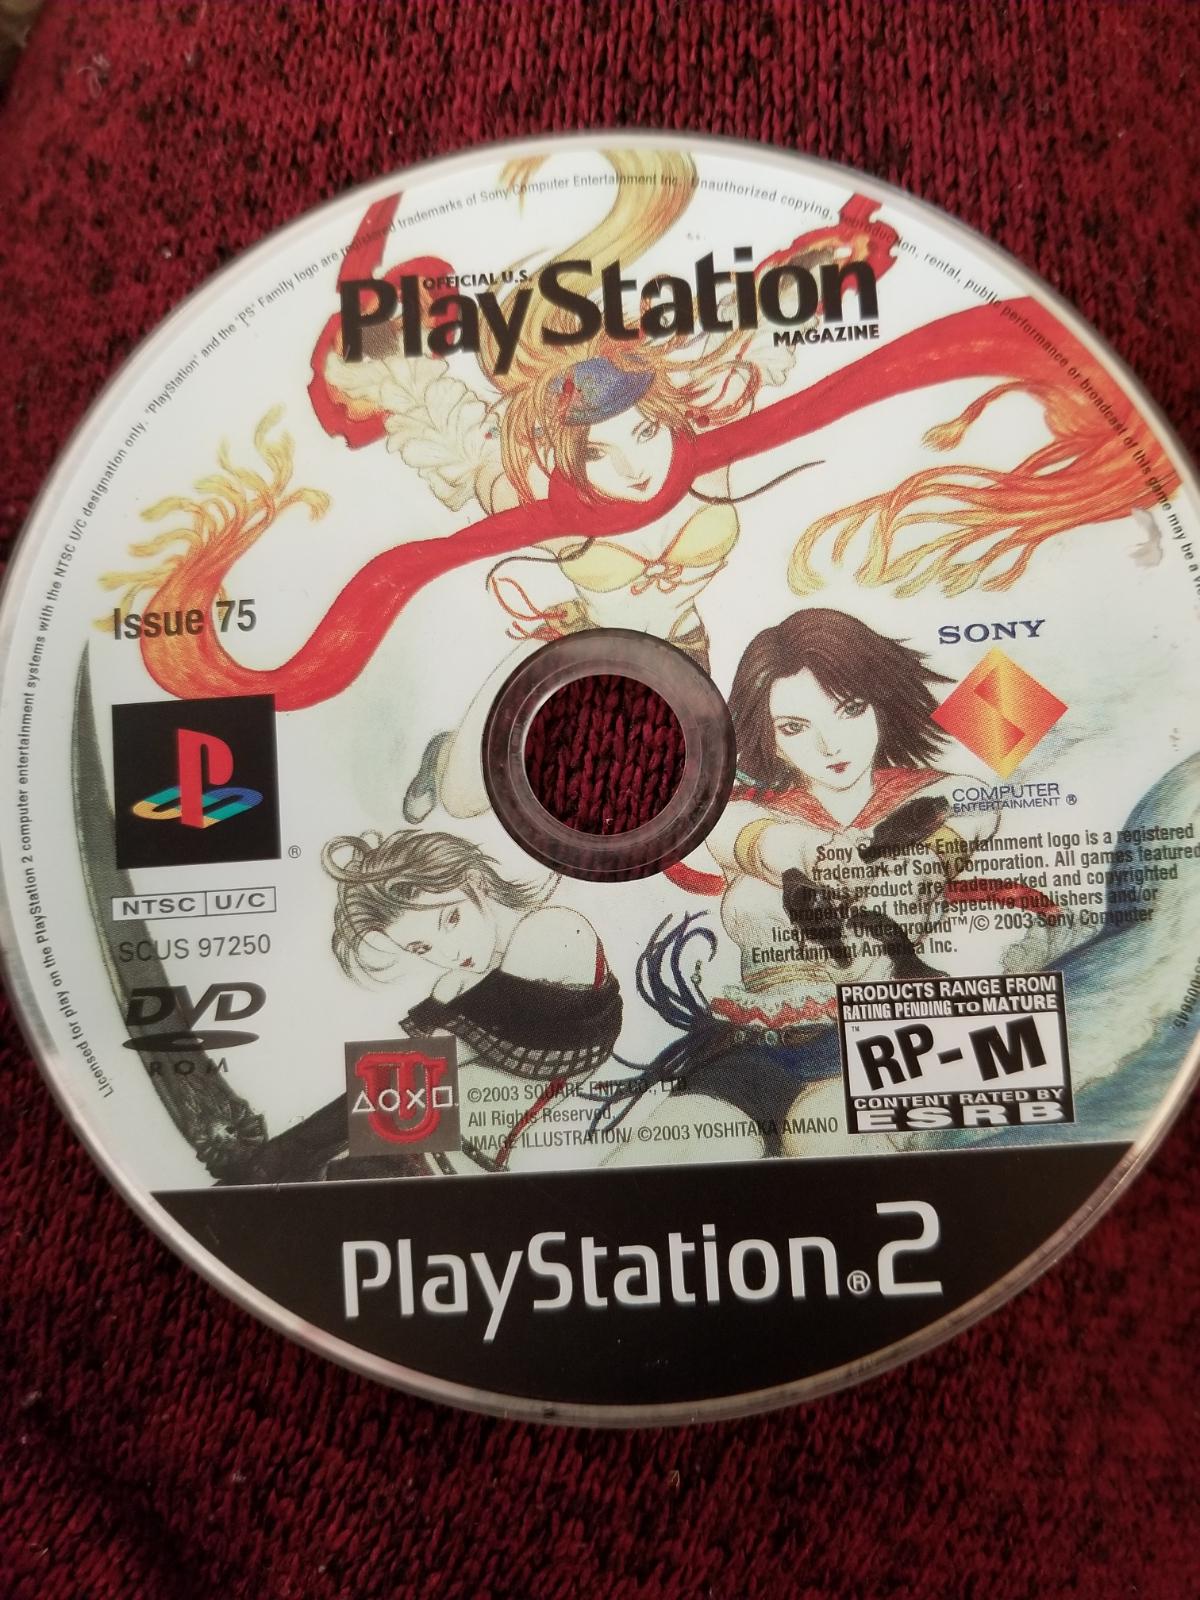 Licensed for play on the PlayStation 2 computer entertainment systems with the NTSC U/C designation only. "PlayStation" and the "PS" Family logo are registered trademarks of Sony Computer Entertainment Inc. Unauthorized copying, reproduction, rental, public performance or broadcast of this game may be a
OFFICIAL U.S.
PlayStation
MAGAZINE
Issue 75
SONY
COMPUTER
ENTERTAINMENT ®
®
NTSC U/C
SCUS 97250
DVD
ROM
Sony Computer Entertainment logo is a registered
trademark of Sony Corporation. All games featured
in this product are trademarked and copyrighted
properties of their respective publishers and/or
licensors. Underground™/© 2003 Sony Computer
Entertainment America Inc.
PRODUCTS RANGE FROM
RATING PENDING TO MATURE
™
RP-M
CONTENT RATED BY
ESRB
U
©2003 SQUARE ENIX CO., LTD.
All Rights Reserved.
IMAGE ILLUSTRATION/ ©2003 YOSHITAKA AMANO
PlayStation®2